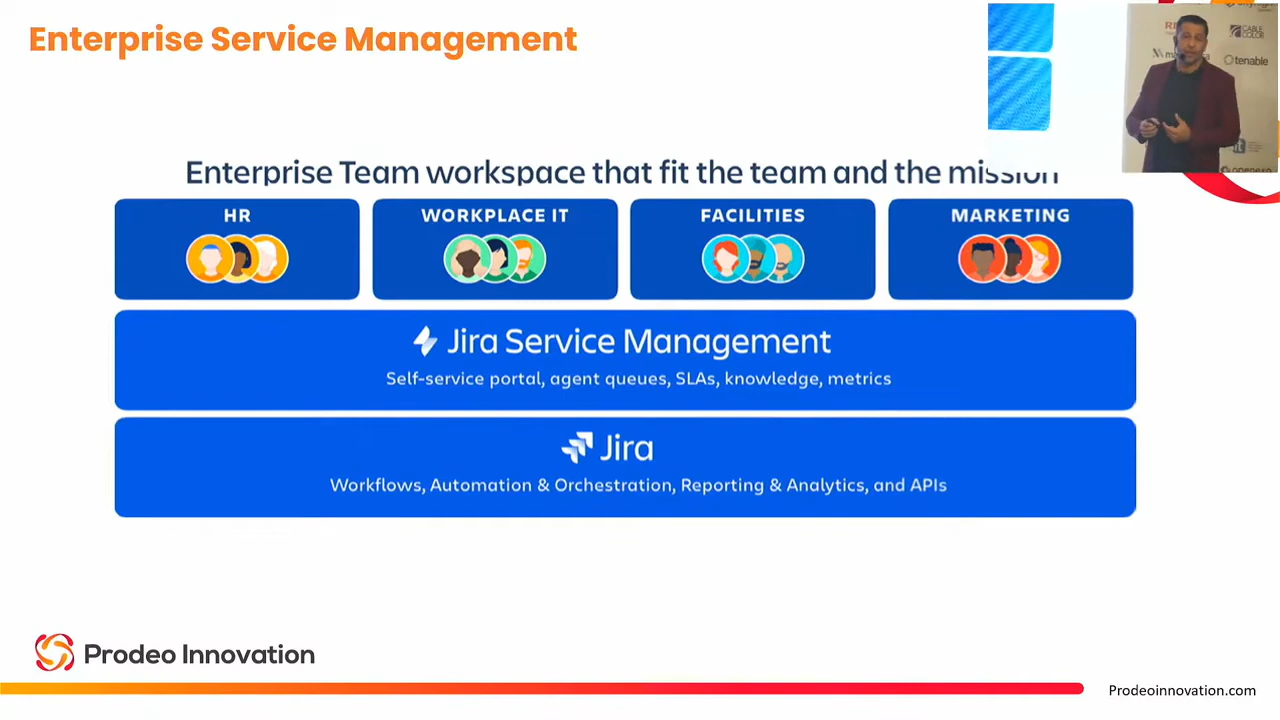 Enterprise Service Management
CABLE
COLOR
tenable
Enterprise Team workspace that fit the team and the mission
HR
WORKPLACE IT
FACILITIES
MARKETING
Jira Service Management
Self-service portal, agent queues, SLAs, knowledge, metrics
Jira
Workflows, Automation & Orchestration, Reporting & Analytics, and APIs
Prodeo Innovation
Prodeoinnovation.com